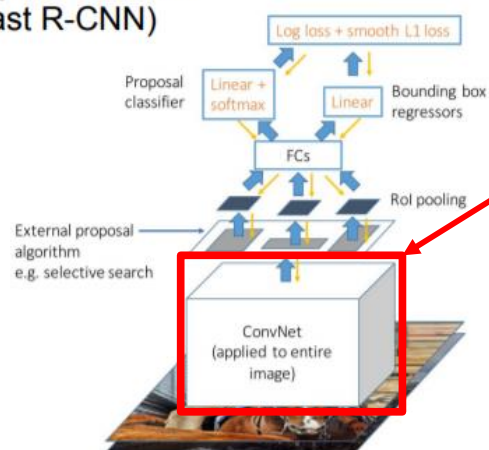 ast R-CNN)
Log loss + smooth L1 loss
Proposal
classifier
Linear +
softmax
Linear
Bounding box
regressors
FCs
RoI pooling
External proposal
algorithm
e.g. selective search
ConvNet
(applied to entire
image)